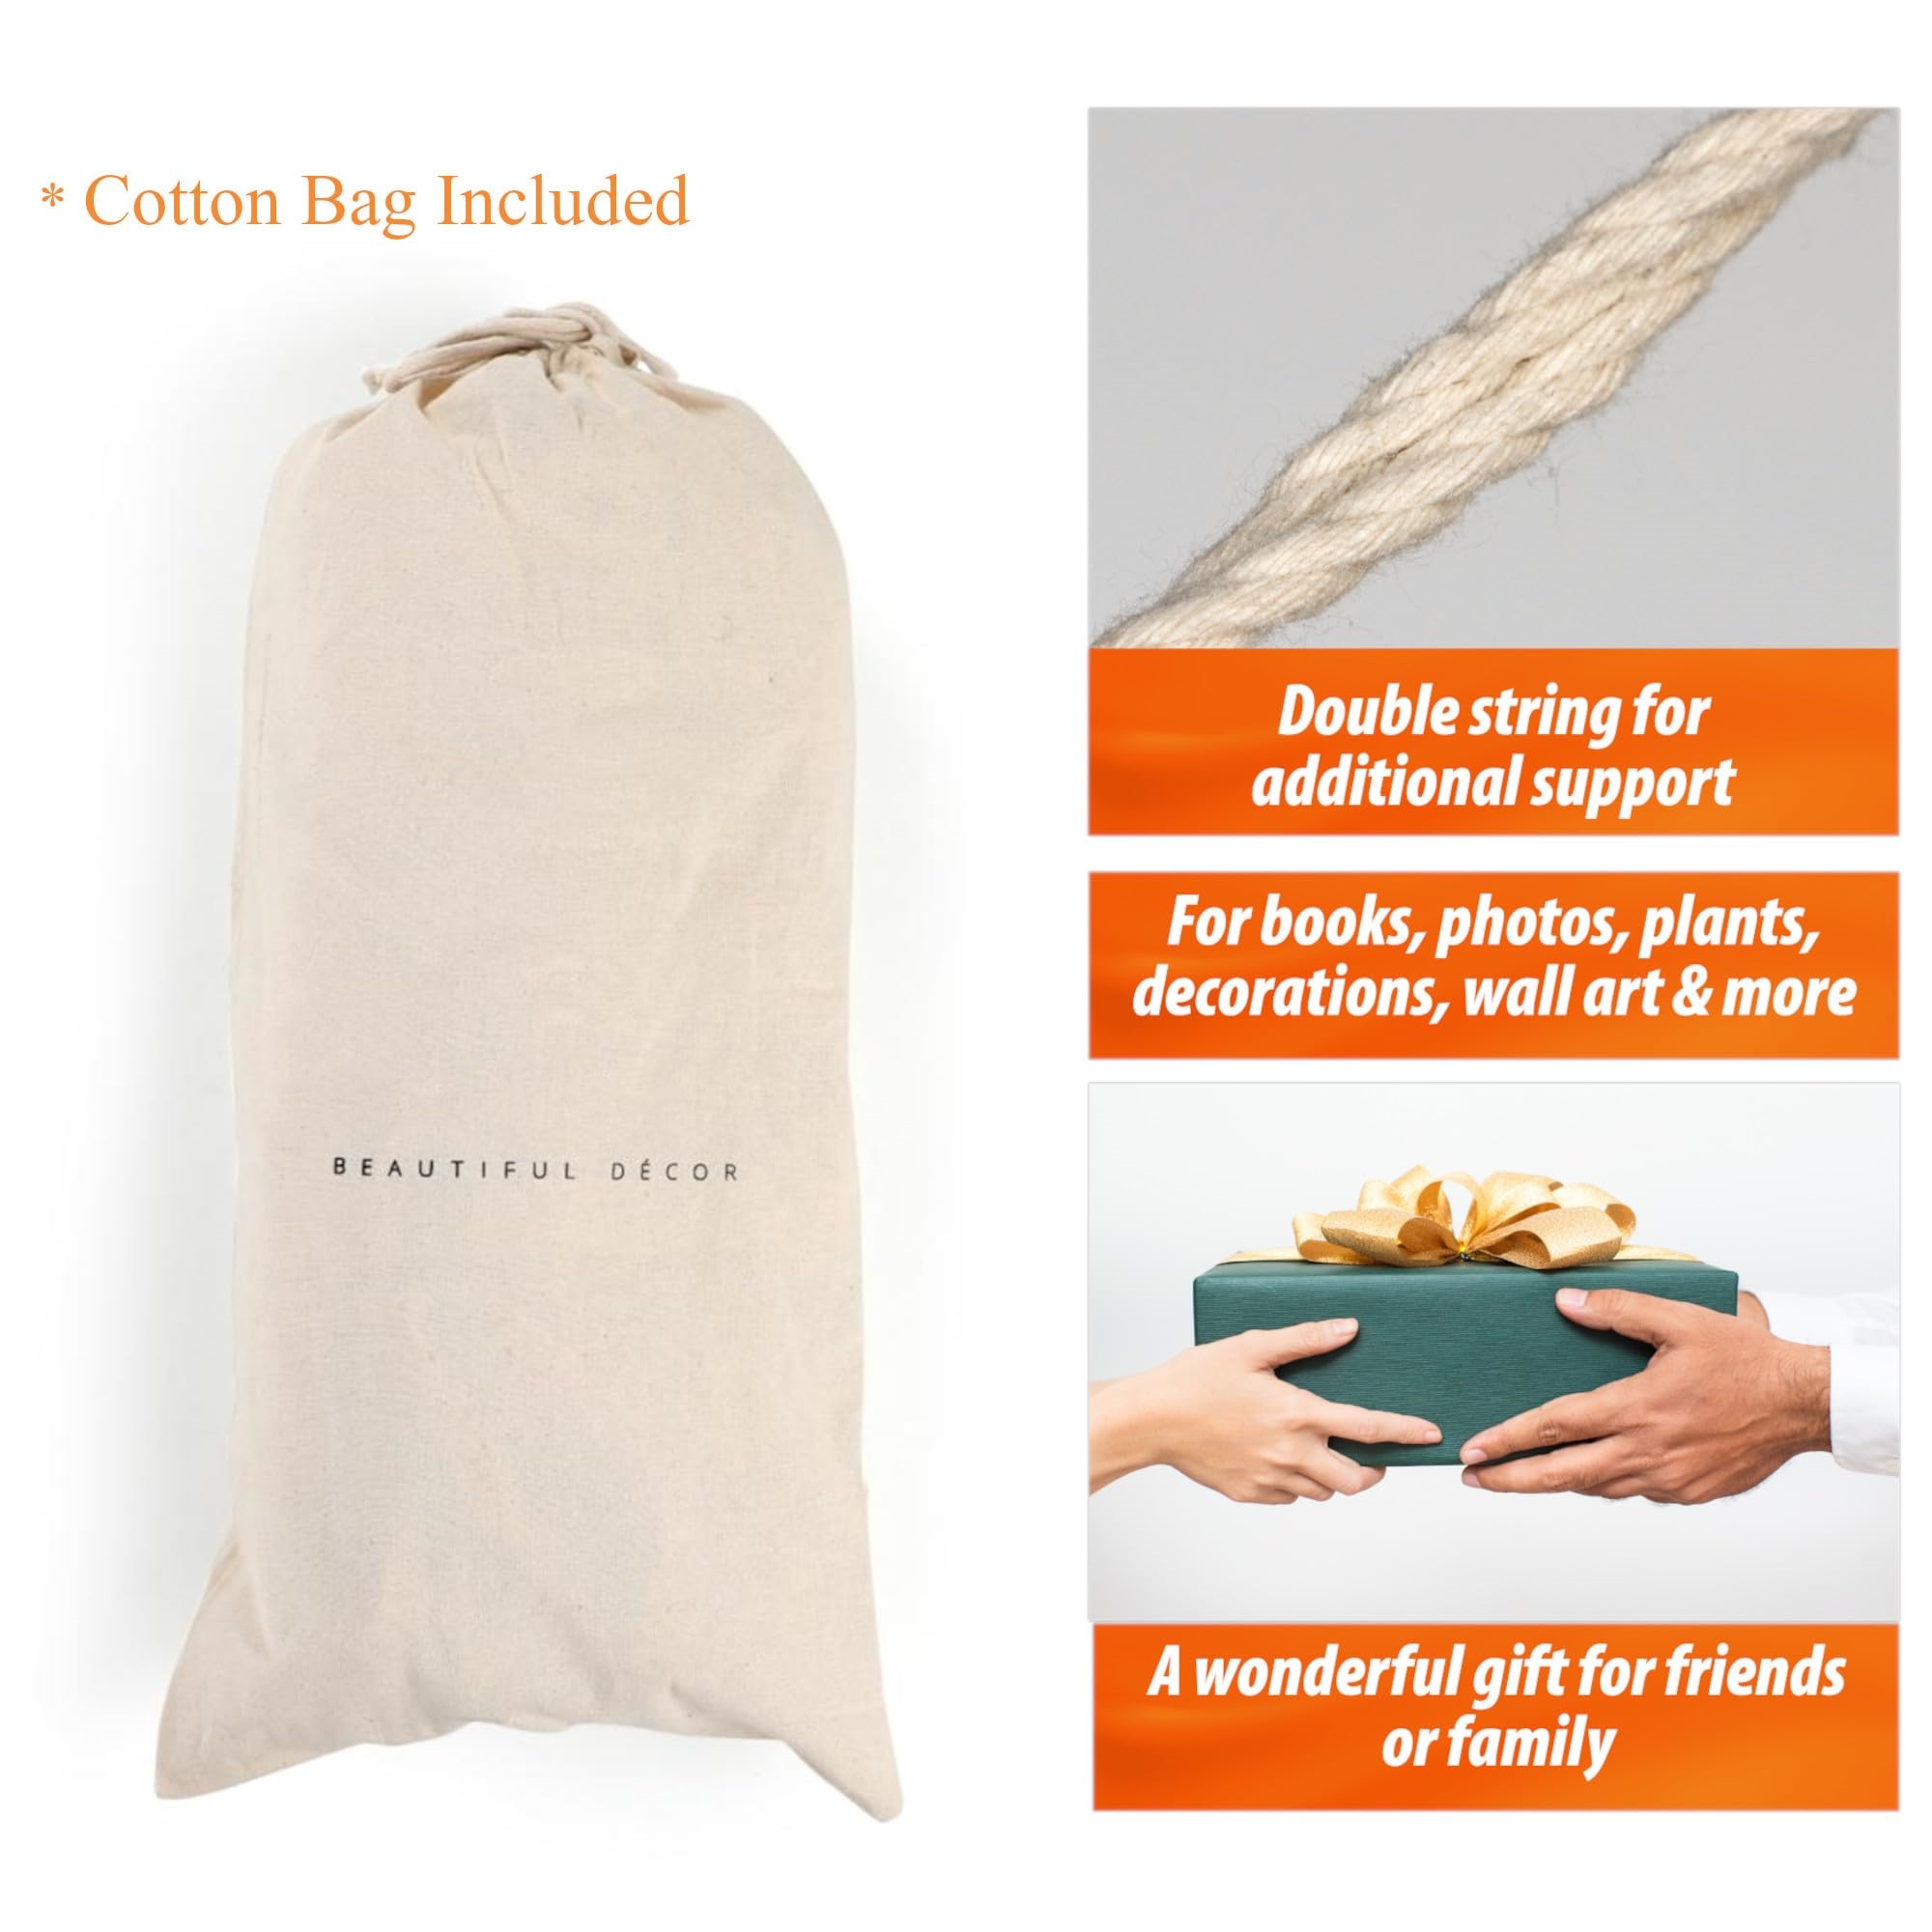 * Cotton Bag Included
BEAUTIFUL DÉCOR
Double string for
additional support
For books, photos, plants,
decorations, wall art & more
A wonderful gift for friends
or family